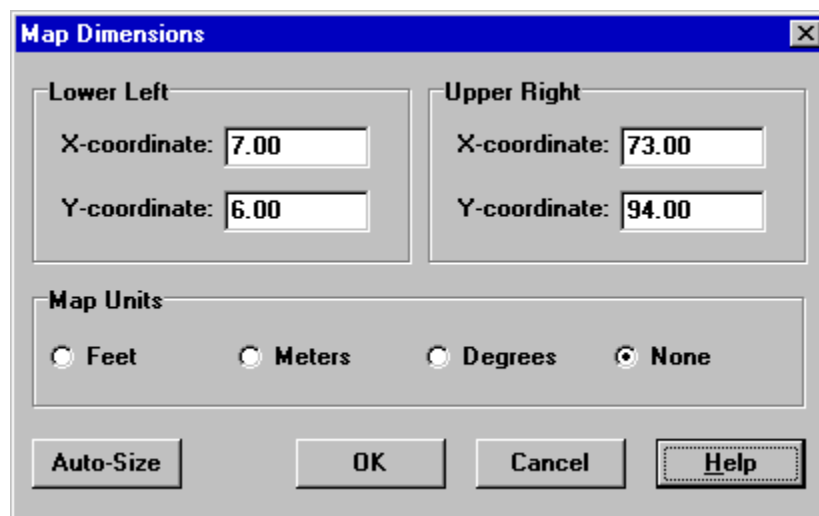 Map Dimensions
Lower Left
X-coordinate: 7.00
Y-coordinate: 6.00
Upper Right
X-coordinate: 73.00
Y-coordinate: 94.00
Map Units
Feet Meters Degrees None
Auto-Size OK Cancel Help